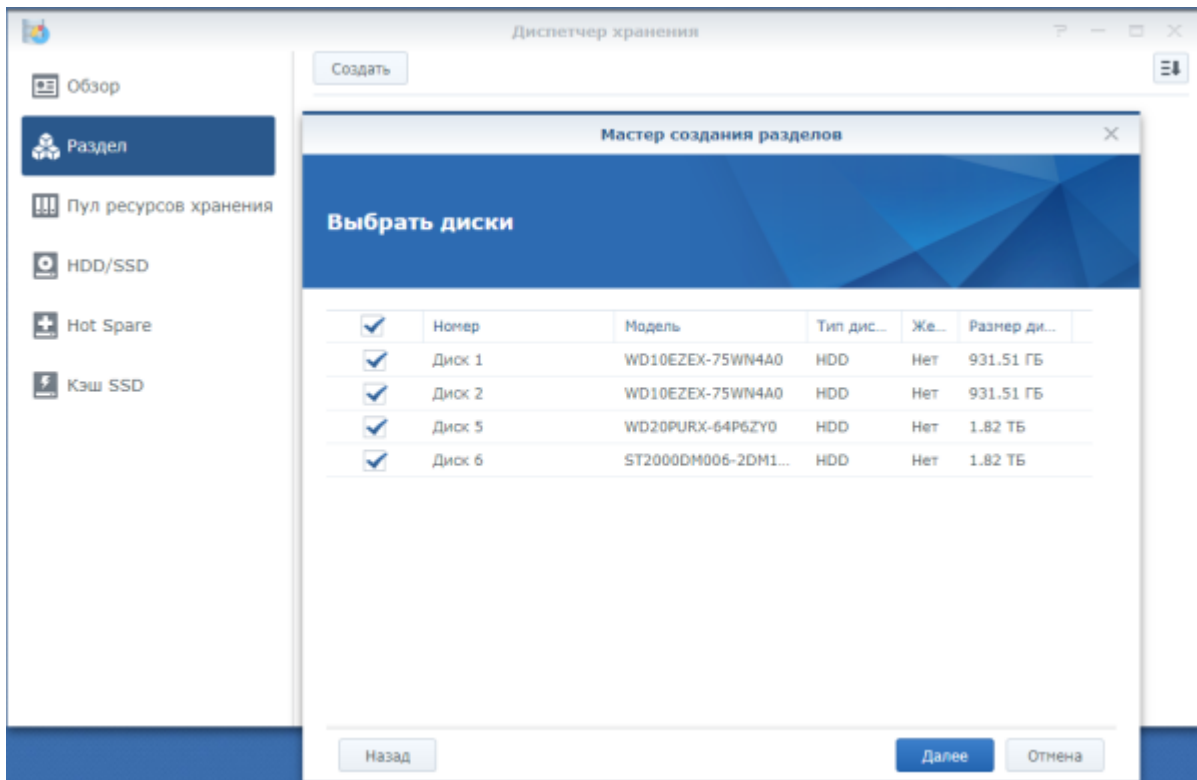 Диспетчер хранения
Обзор
Раздел
Пул ресурсов хранения
HDD/SSD
Hot Spare
Кэш SSD
Создать
Мастер создания разделов
Выбрать диски
Номер Модель Тип дис... Же... Размер ди...
Диск 1 WD10EZEX-75WN4A0 HDD Нет 931.51 ГБ
Диск 2 WD10EZEX-75WN4A0 HDD Нет 931.51 ГБ
Диск 5 WD20PURX-64P6ZY0 HDD Нет 1.82 ТБ
Диск 6 ST2000DM006-2DM1... HDD Нет 1.82 ТБ
Назад Далее Отмена